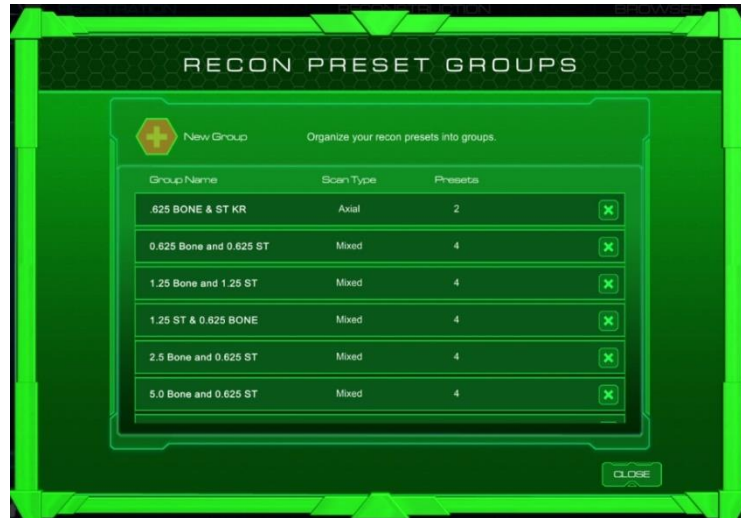 RECONSTRUCTION BROWSER
RECON PRESET GROUPS
New Group Organize your recon presets into groups.
Group Name Scan Type Presets
.625 BONE & ST KR Axial 2
0.625 Bone and 0.625 ST Mixed 4
1.25 Bone and 1.25 ST Mixed 4
1.25 ST & 0.625 BONE Mixed 4
2.5 Bone and 0.625 ST Mixed 4
5.0 Bone and 0.625 ST Mixed 4
CLOSE